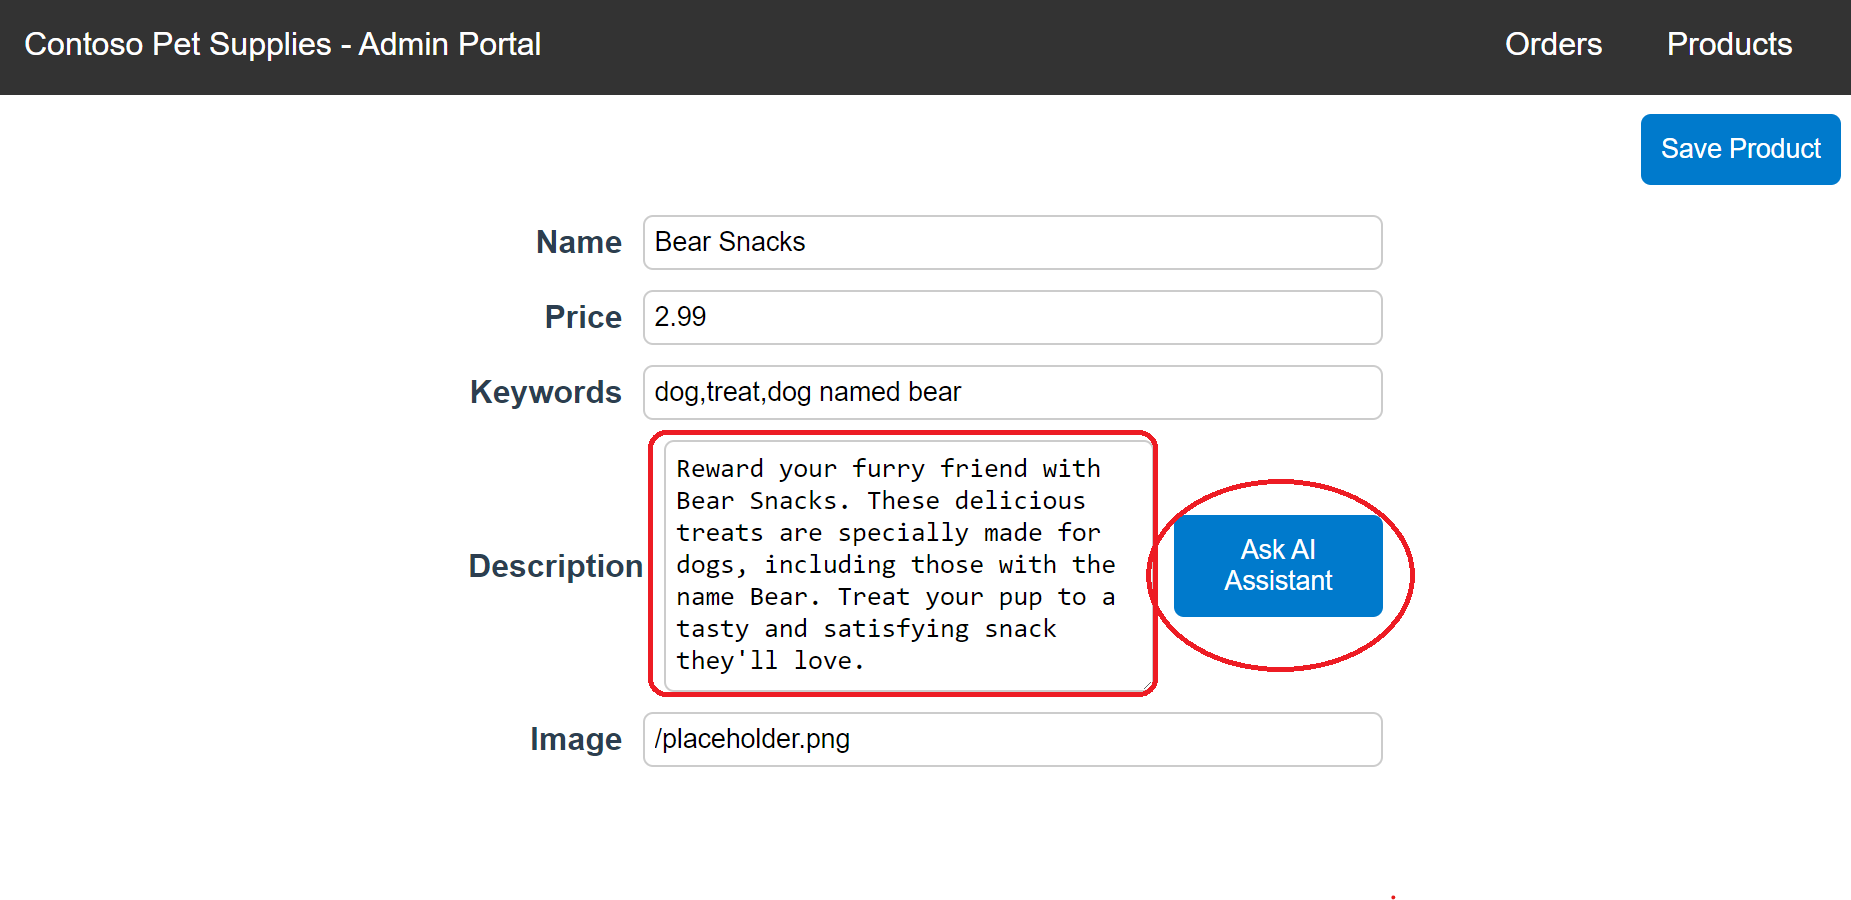 Contoso Pet Supplies - Admin Portal
Orders
Products
Save Product
Name
Bear Snacks
Price
2.99
Keywords
dog,treat,dog named bear
Description
Reward your furry friend with
Bear Snacks. These delicious
treats are specially made for
dogs, including those with the
name Bear. Treat your pup to a
tasty and satisfying snack
they'll love.
Ask AI
Assistant
Image
/placeholder.png